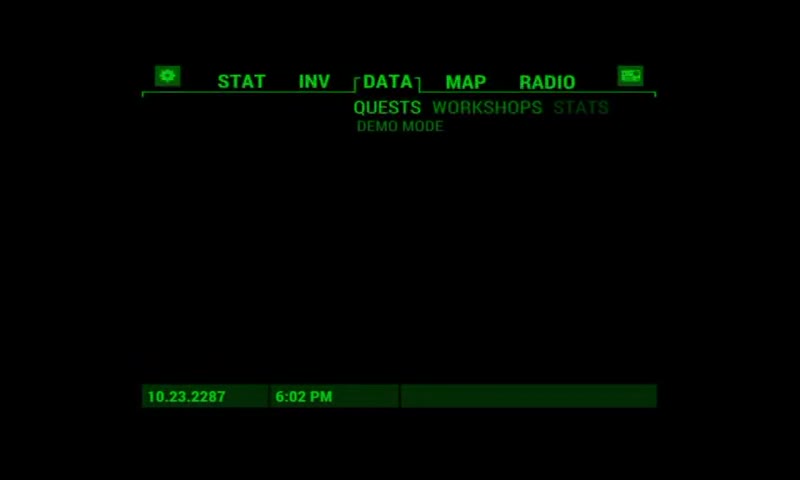 STAT INV DATA MAP RADIO
QUESTS WORKSHOPS STATS
DEMO MODE
10.23.2287 6:02 PM